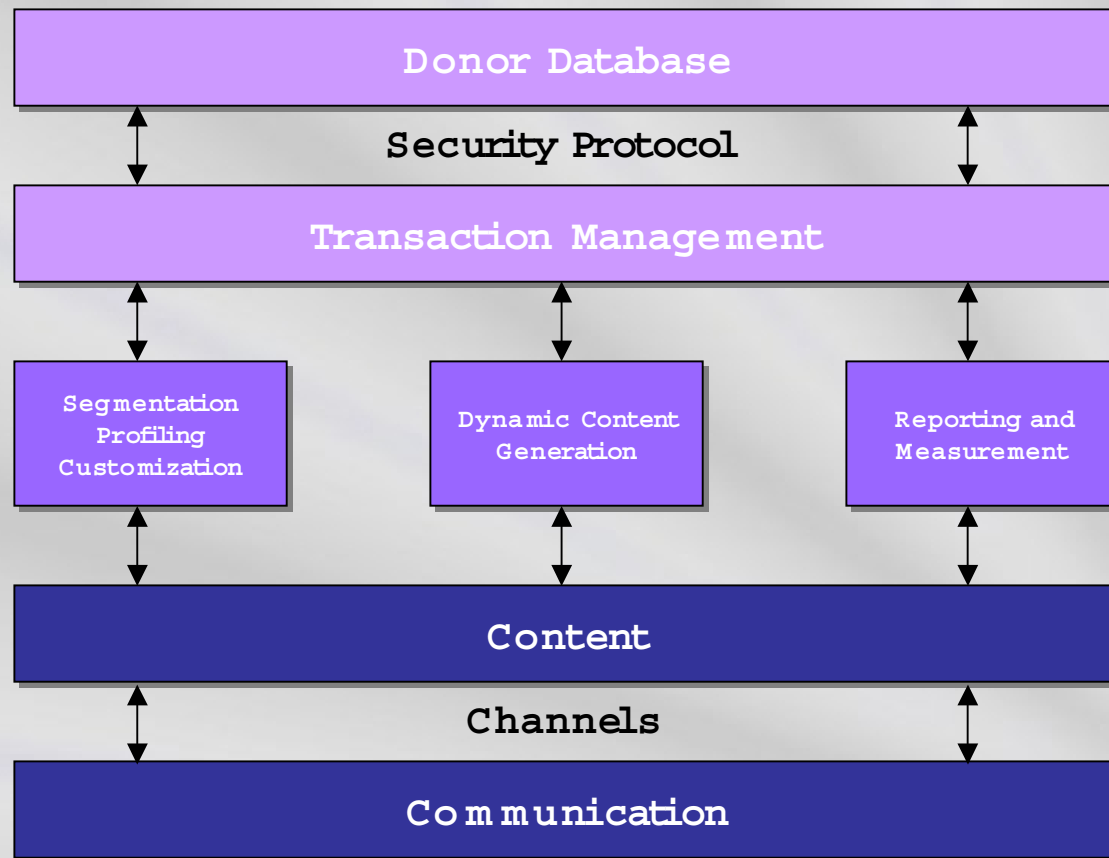 Donor Database
Security Protocol
Transaction Management
Segmentation
Profiling
Customization
Dynamic Content
Generation
Reporting and
Measurement
Content
Channels
Communication